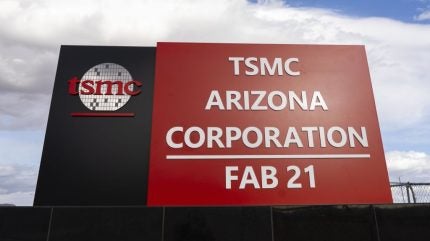 tsmc
TSMC
ARIZONA
CORPORATION
FAB 21